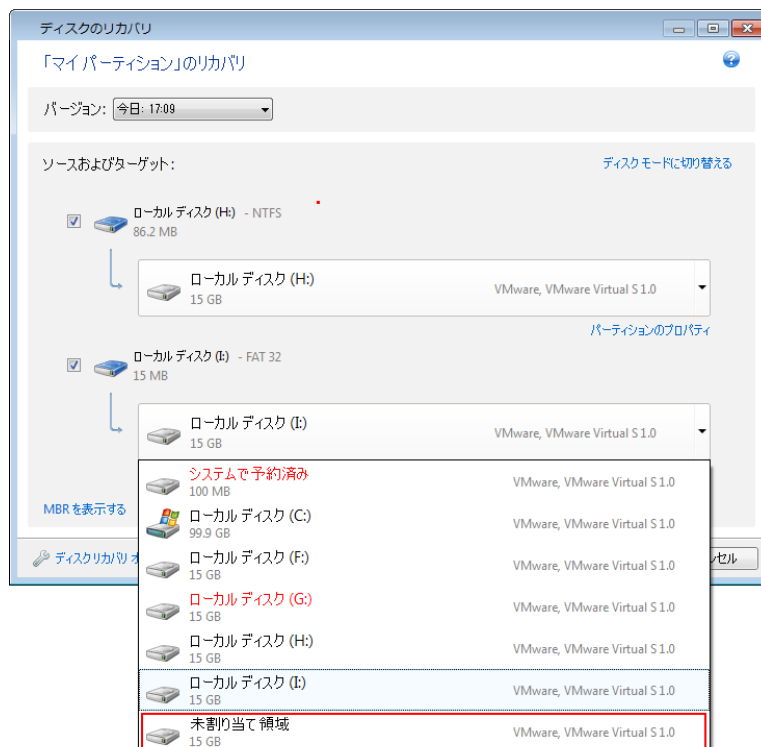 ディスクのリカバリ
「マイ パーティション」のリカバリ
バージョン: 今日: 17:09
ソースおよびターゲット:
ディスク モードに切り替える
ローカル ディスク (H:) - NTFS
86.2 MB
ローカル ディスク (H:)
15 GB
VMware, VMware Virtual S 1.0
パーティションのプロパティ
ローカル ディスク (I:) - FAT 32
15 MB
ローカル ディスク (I:)
15 GB
VMware, VMware Virtual S 1.0
システムで予約済み
100 MB
VMware, VMware Virtual S 1.0
MBR を表示する
ローカル ディスク (C:)
99.9 GB
VMware, VMware Virtual S 1.0
ディスクリカバリ オ
ンセル
ローカル ディスク (F:)
15 GB
VMware, VMware Virtual S 1.0
ローカル ディスク (G:)
15 GB
VMware, VMware Virtual S 1.0
ローカル ディスク (H:)
15 GB
VMware, VMware Virtual S 1.0
ローカル ディスク (I:)
15 GB
VMware, VMware Virtual S 1.0
未割り当て領域
15 GB
VMware, VMware Virtual S 1.0